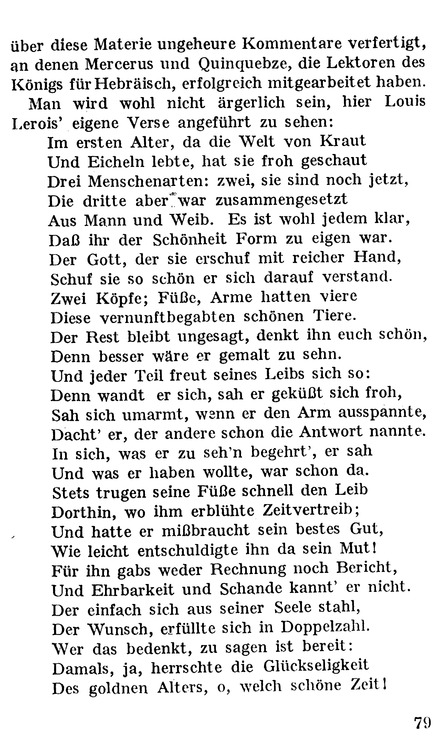 über diese Materie ungeheure Kommentare verfertigt,
an denen Mercerus und Quinquebze, die Lektoren des
Königs für Hebräisch, erfolgreich mitgearbeitet haben.
Man wird wohl nicht ärgerlich sein, hier Louis
Lerois' eigene Verse angeführt zu sehen:
Im ersten Alter, da die Welt von Kraut
Und Eicheln lebte, hat sie froh geschaut
Drei Menschenarten: zwei, sie sind noch jetzt,
Die dritte aber war zusammengesetzt
Aus Mann und Weib. Es ist wohl jedem klar,
Daß ihr der Schönheit Form zu eigen war.
Der Gott, der sie erschuf mit reicher Hand,
Schuf sie so schön er sich darauf verstand.
Zwei Köpfe; Füße, Arme hatten viere
Diese vernunftbegabten schönen Tiere.
Der Rest bleibt ungesagt, denkt ihn euch schön,
Denn besser wäre er gemalt zu sehn.
Und jeder Teil freut seines Leibs sich so:
Denn wandt er sich, sah er geküßt sich froh,
Sah sich umarmt, wenn er den Arm ausspannte,
Dacht' er, der andere schon die Antwort nannte.
In sich, was er zu seh'n begehrt', er sah
Und was er haben wollte, war schon da.
Stets trugen seine Füße schnell den Leib
Dorthin, wo ihm erblühte Zeitvertreib;
Und hatte er mißbraucht sein bestes Gut,
Wie leicht entschuldigte ihn da sein Mut!
Für ihn gabs weder Rechnung noch Bericht,
Und Ehrbarkeit und Schande kannt' er nicht.
Der einfach sich aus seiner Seele stahl,
Der Wunsch, erfüllte sich in Doppelzahl.
Wer das bedenkt, zu sagen ist bereit:
Damals, ja, herrschte die Glückseligkeit
Des goldnen Alters, o, welch schöne Zeit!
79